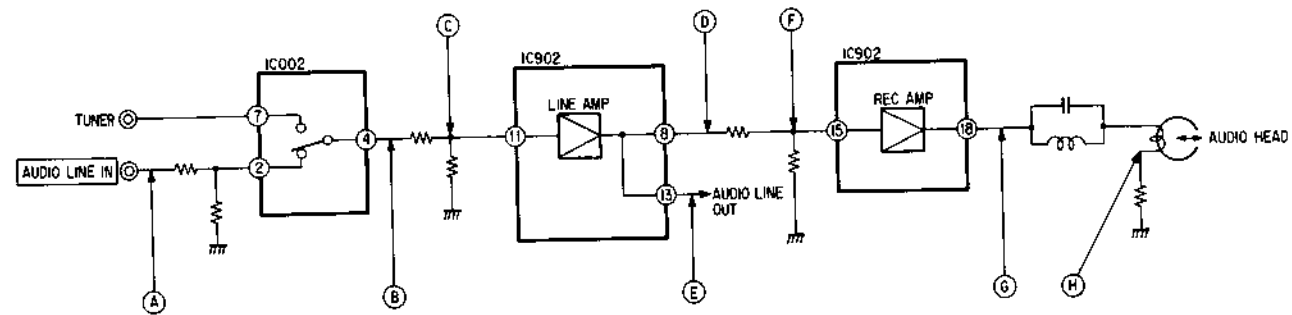 C
D
F
IC002
IC902
IC902
LINE AMP
REC AMP
TUNER
7
4
11
8
15
18
AUDIO HEAD
AUDIO LINE IN
2
13
AUDIO LINE
OUT
A
B
E
G
H